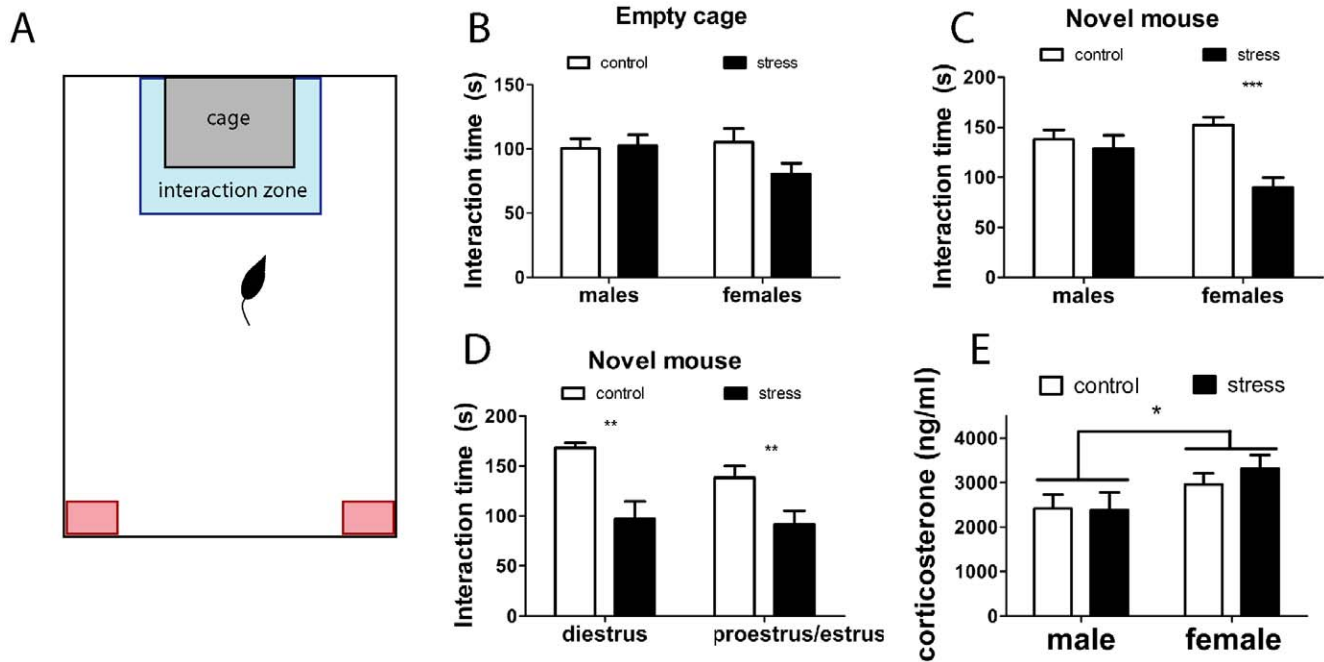 A
cage
interaction zone
B
Empty cage
control stress
Interaction time (s)
150
100
50
0
males females
C
Novel mouse
control stress
Interaction time (s)
200
150
100
50
0
***
males females
D
Novel mouse
control stress
Interaction time (s)
200
150
100
50
0
**
**
diestrus proestrus/estrus
E
control stress
corticosterone (ng/ml)
4000
3000
2000
1000
0
*
male female